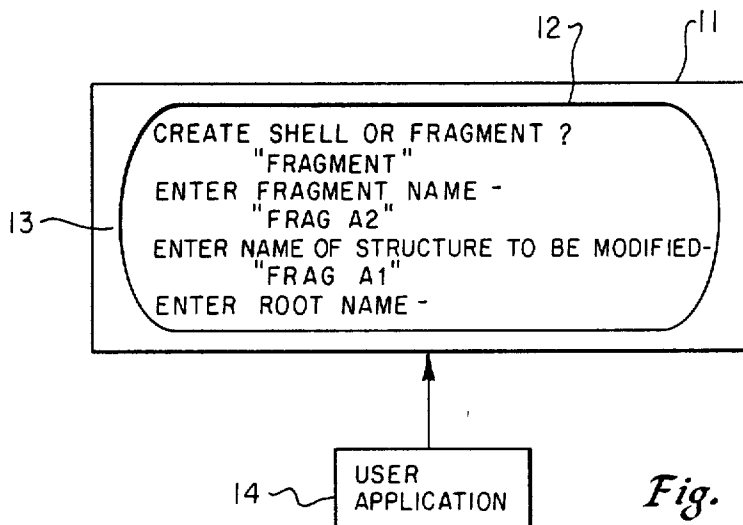 12
11
CREATE SHELL OR FRAGMENT ?
"FRAGMENT"
ENTER FRAGMENT NAME -
"FRAG A2"
13
ENTER NAME OF STRUCTURE TO BE MODIFIED-
"FRAG A1"
ENTER ROOT NAME -
USER
14
APPLICATION
Fig.